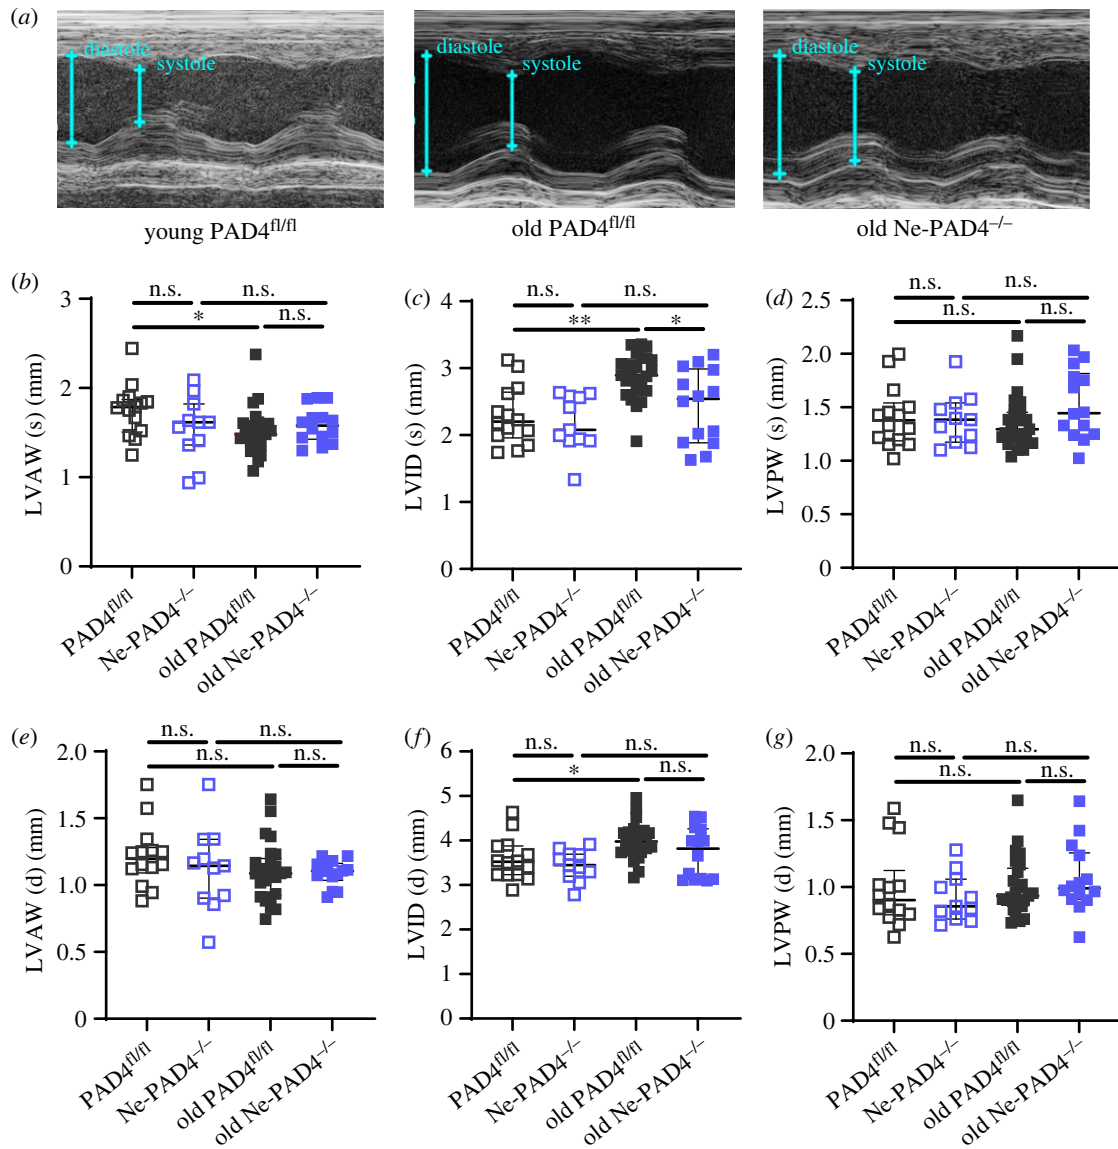 (a)
diastole
systole
diastole
systole
diastole
systole
young PAD4fl/fl
old PAD4fl/fl
old Ne-PAD4–/–
(b)
LVAW (s) (mm)
3
2
1
0
n.s.
n.s.
*
n.s.
PAD4fl/fl
Ne-PAD4–/–
old PAD4fl/fl
old Ne-PAD4–/–
(c)
LVID (s) (mm)
4
3
2
1
0
n.s.
n.s.
**
*
PAD4fl/fl
Ne-PAD4–/–
old PAD4fl/fl
old Ne-PAD4–/–
(d)
LVPW (s) (mm)
2.5
2.0
1.5
1.0
0.5
0
n.s.
n.s.
n.s.
n.s.
PAD4fl/fl
Ne-PAD4–/–
old PAD4fl/fl
old Ne-PAD4–/–
(e)
LVAW (d) (mm)
2.0
1.5
1.0
0.5
0
n.s.
n.s.
n.s.
n.s.
PAD4fl/fl
Ne-PAD4–/–
old PAD4fl/fl
old Ne-PAD4–/–
(f)
LVID (d) (mm)
6
5
4
3
2
1
0
n.s.
n.s.
*
n.s.
PAD4fl/fl
Ne-PAD4–/–
old PAD4fl/fl
old Ne-PAD4–/–
(g)
LVPW (d) (mm)
2.0
1.5
1.0
0.5
0
n.s.
n.s.
n.s.
n.s.
PAD4fl/fl
Ne-PAD4–/–
old PAD4fl/fl
old Ne-PAD4–/–